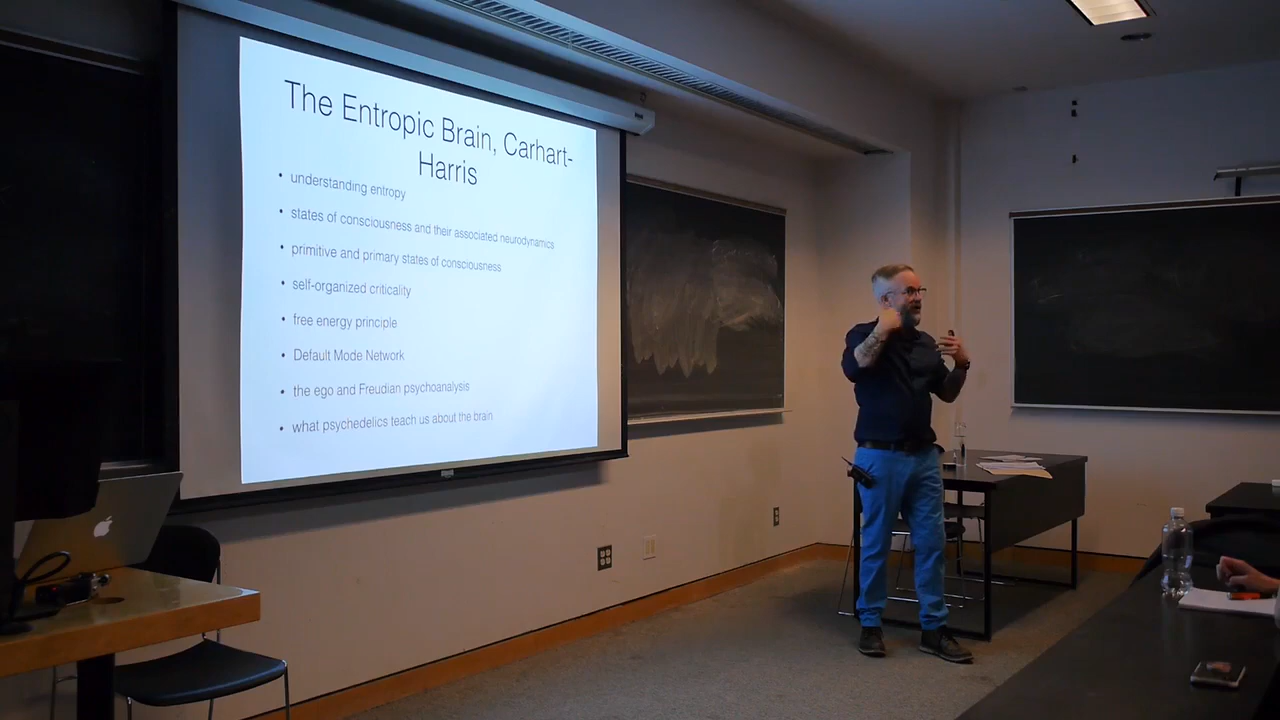 The Entropic Brain, Carhart-
Harris
• understanding entropy
• states of consciousness and their associated neurodynamics
• primitive and primary states of consciousness
• self-organized criticality
• free energy principle
• Default Mode Network
• the ego and Freudian psychoanalysis
• what psychedelics teach us about the brain